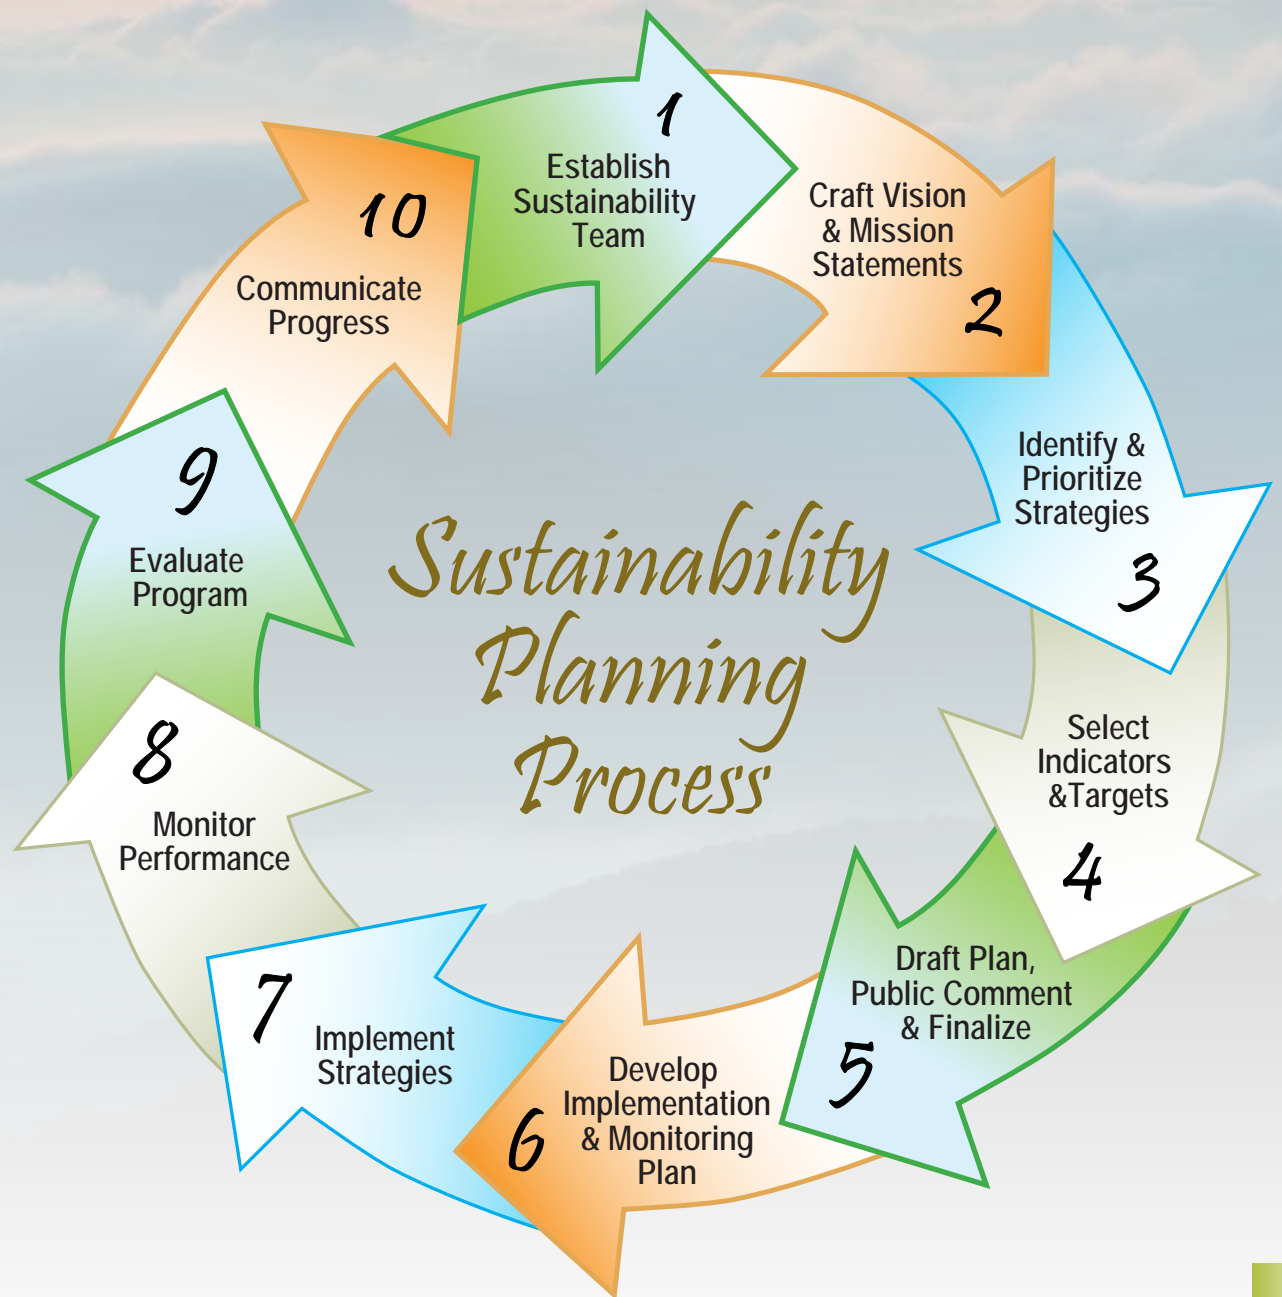 1
Establish
Sustainability
Team
Craft Vision
& Mission
Statements
2
Identify &
Prioritize
Strategies
3
Select
Indicators
&Targets
4
Draft Plan,
Public Comment
& Finalize
5
Develop
Implementation
& Monitoring
Plan
6
7
Implement
Strategies
8
Monitor
Performance
9
Evaluate
Program
10
Communicate
Progress
Sustainability
Planning
Process